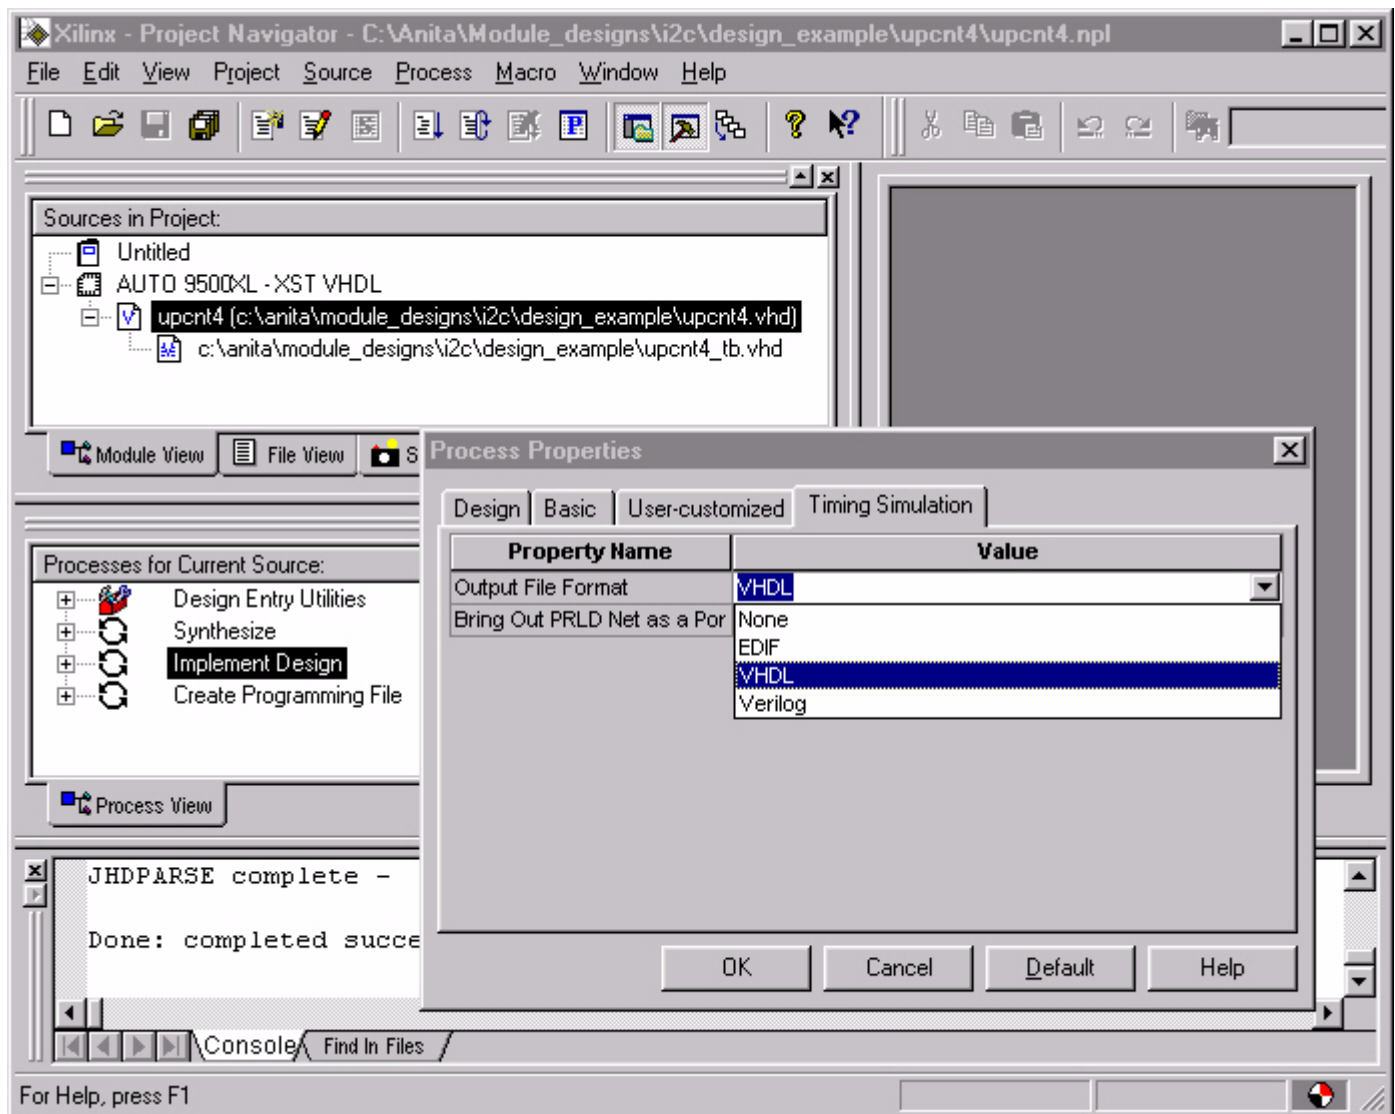 Xilinx - Project Navigator - C:\Anita\Module_designs\i2c\design_example\upcnt4\upcnt4.npl
File Edit View Project Source Process Macro Window Help
Sources in Project:
Untitled
AUTO 9500XL - XST VHDL
upcnt4 (c:\anita\module_designs\i2c\design_example\upcnt4.vhd)
c:\anita\module_designs\i2c\design_example\upcnt4_tb.vhd
Module View File View S
Process Properties
Design Basic User-customized Timing Simulation
Property Name Value
Output File Format VHDL
Bring Out PRLD Net as a Por
None
EDIF
VHDL
Verilog
Processes for Current Source:
Design Entry Utilities
Synthesize
Implement Design
Create Programming File
Process View
JHDPARSE complete -
Done: completed succe
OK Cancel Default Help
Console Find In Files
For Help, press F1